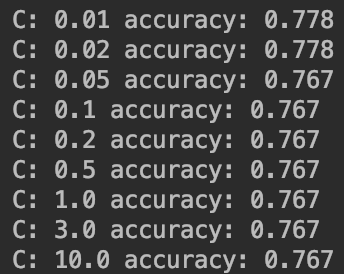 C: 0.01 accuracy: 0.778
C: 0.02 accuracy: 0.778
C: 0.05 accuracy: 0.767
C: 0.1 accuracy: 0.767
C: 0.2 accuracy: 0.767
C: 0.5 accuracy: 0.767
C: 1.0 accuracy: 0.767
C: 3.0 accuracy: 0.767
C: 10.0 accuracy: 0.767